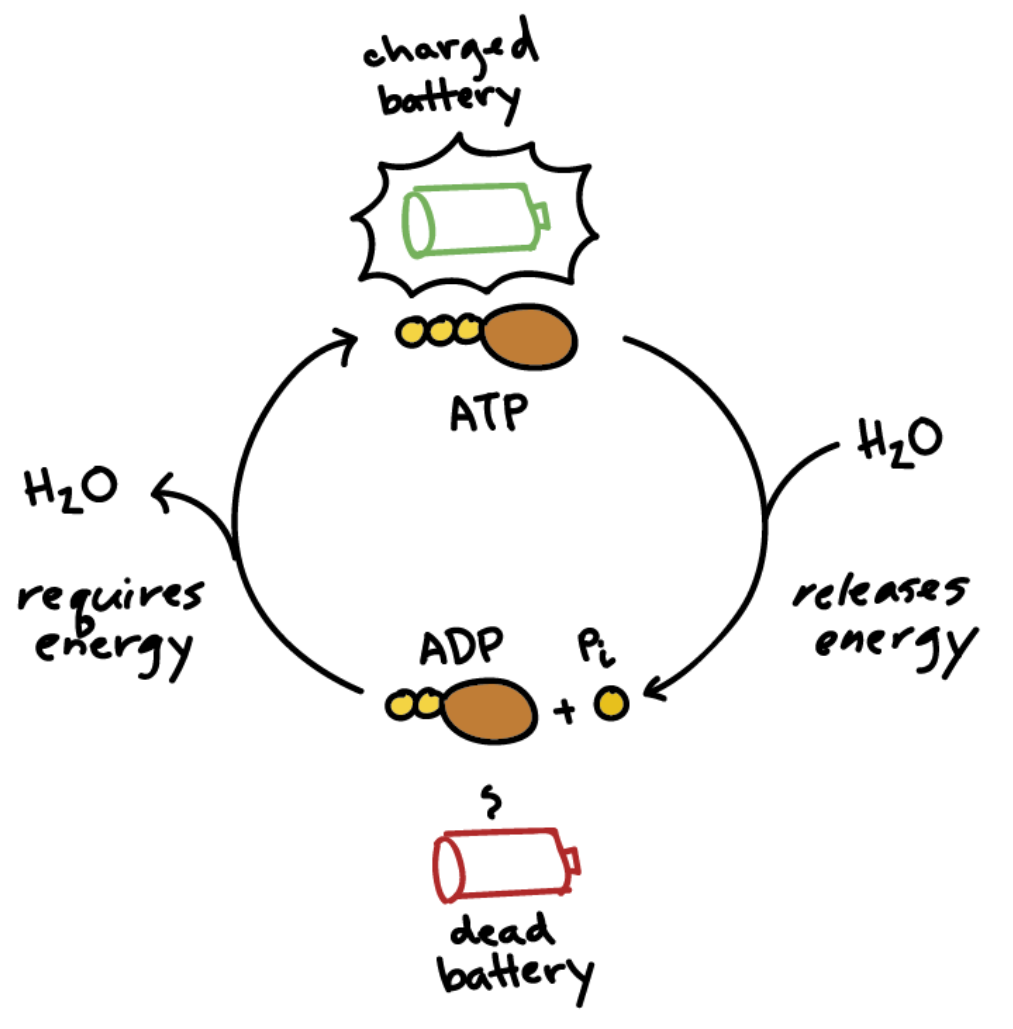 charged
battery
ATP
H₂O
H₂O
requires
energy
releases
energy
ADP
+
Pᵢ
dead
battery